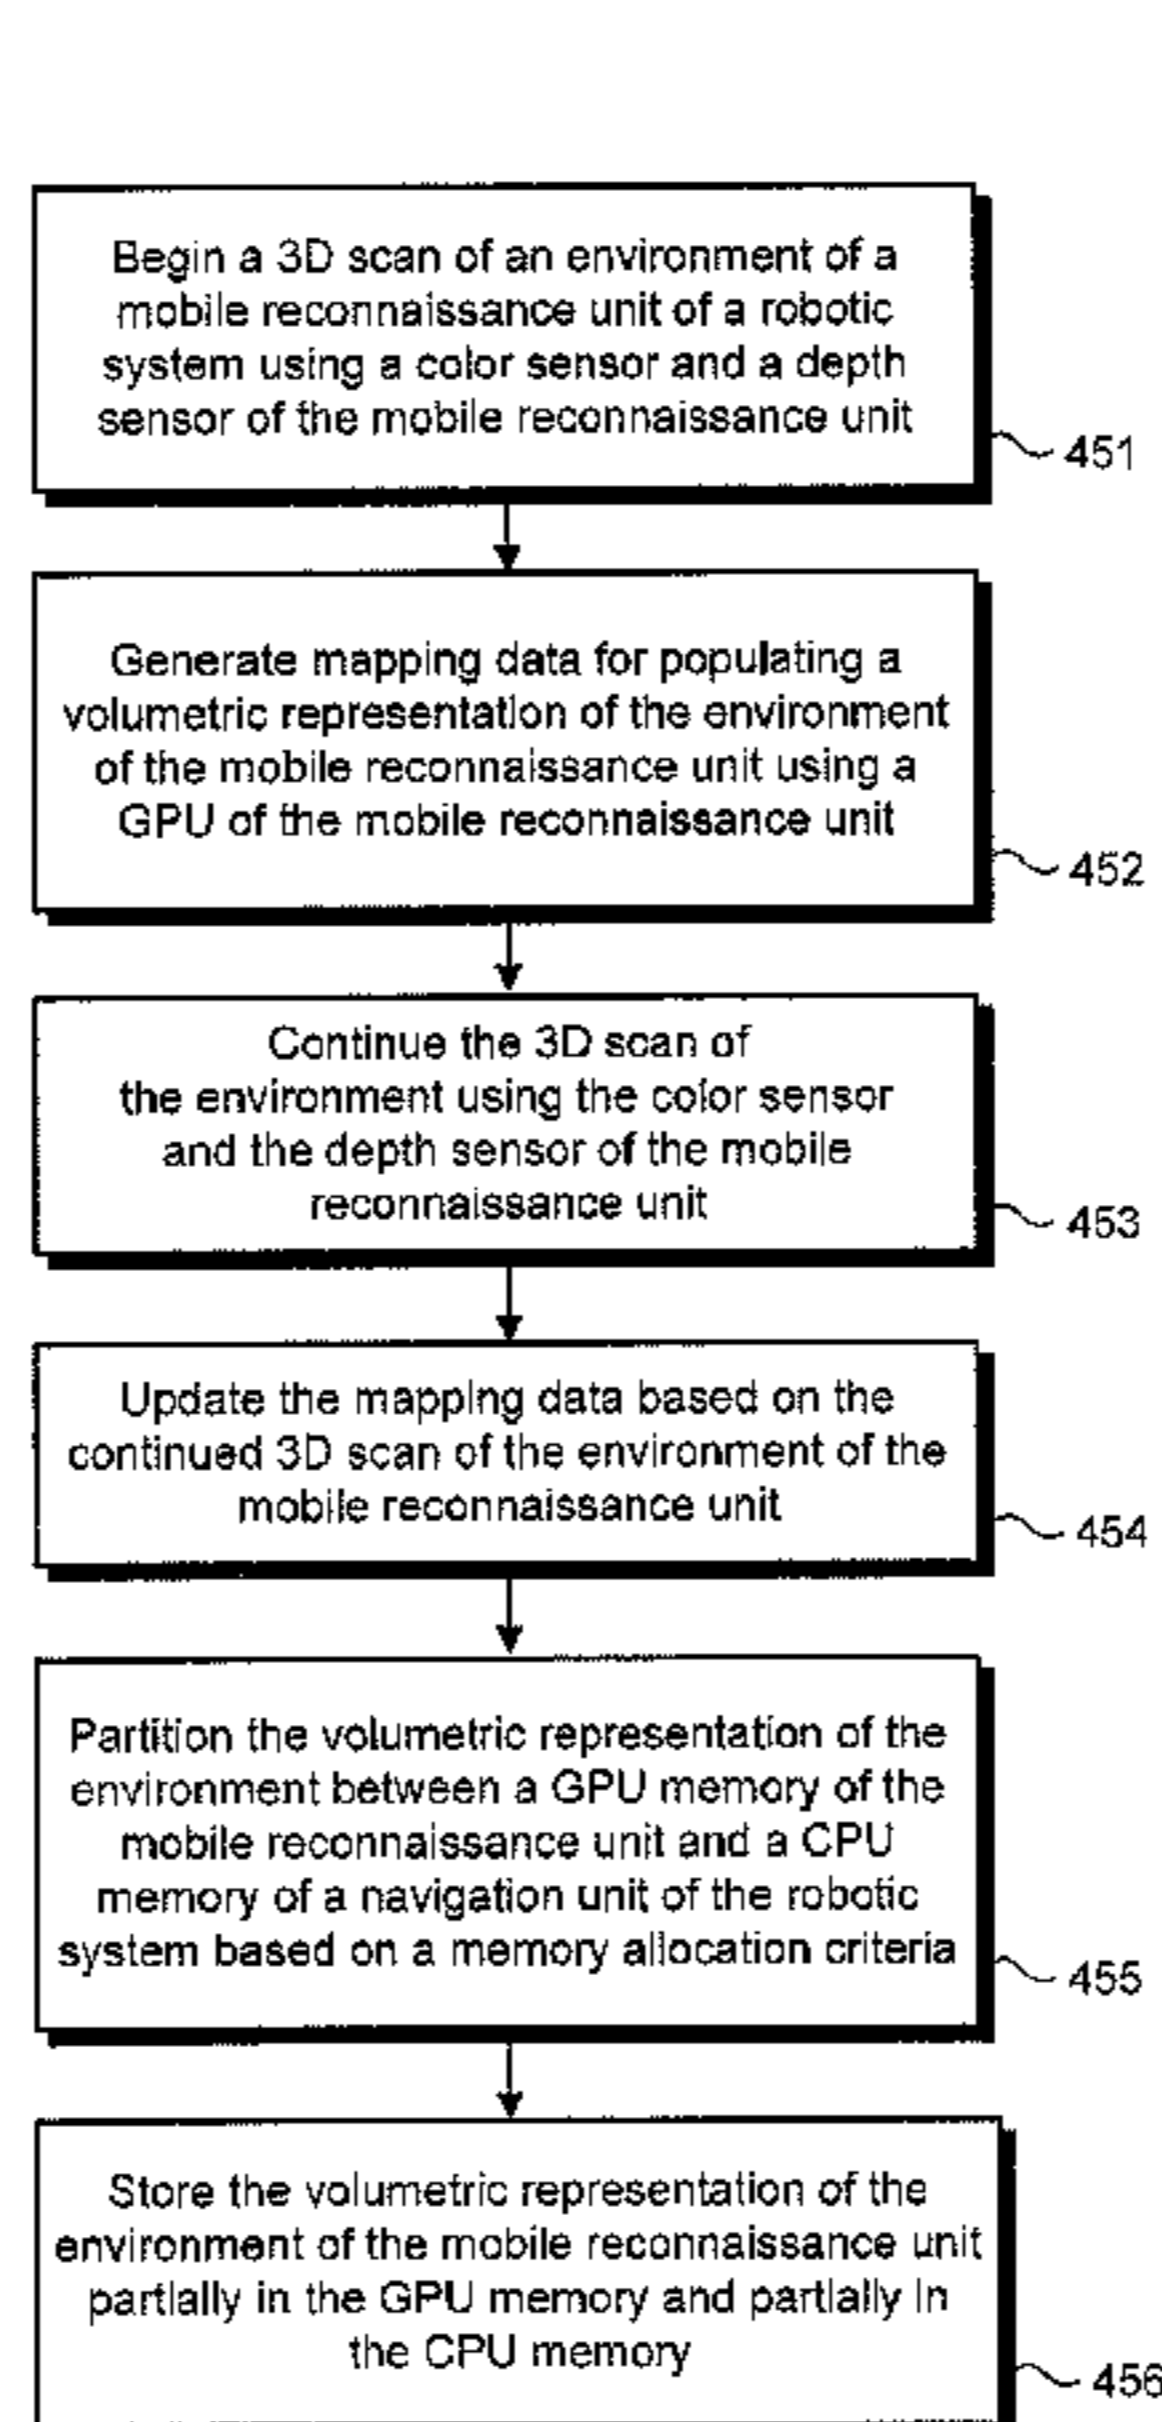 Begin a 3D scan of an environment of a
mobile reconnaissance unit of a robotic
system using a color sensor and a depth
sensor of the mobile reconnaissance unit
451
Generate mapping data for populating a
volumetric representation of the environment
of the mobile reconnaissance unit using a
GPU of the mobile reconnaissance unit
452
Continue the 3D scan of
the environment using the color sensor
and the depth sensor of the mobile
reconnaissance unit
453
Update the mapping data based on the
continued 3D scan of the environment of the
mobile reconnaissance unit
454
Partition the volumetric representation of the
environment between a GPU memory of the
mobile reconnaissance unit and a CPU
memory of a navigation unit of the robotic
system based on a memory allocation criteria
455
Store the volumetric representation of the
environment of the mobile reconnaissance unit
partially in the GPU memory and partially in
the CPU memory
456